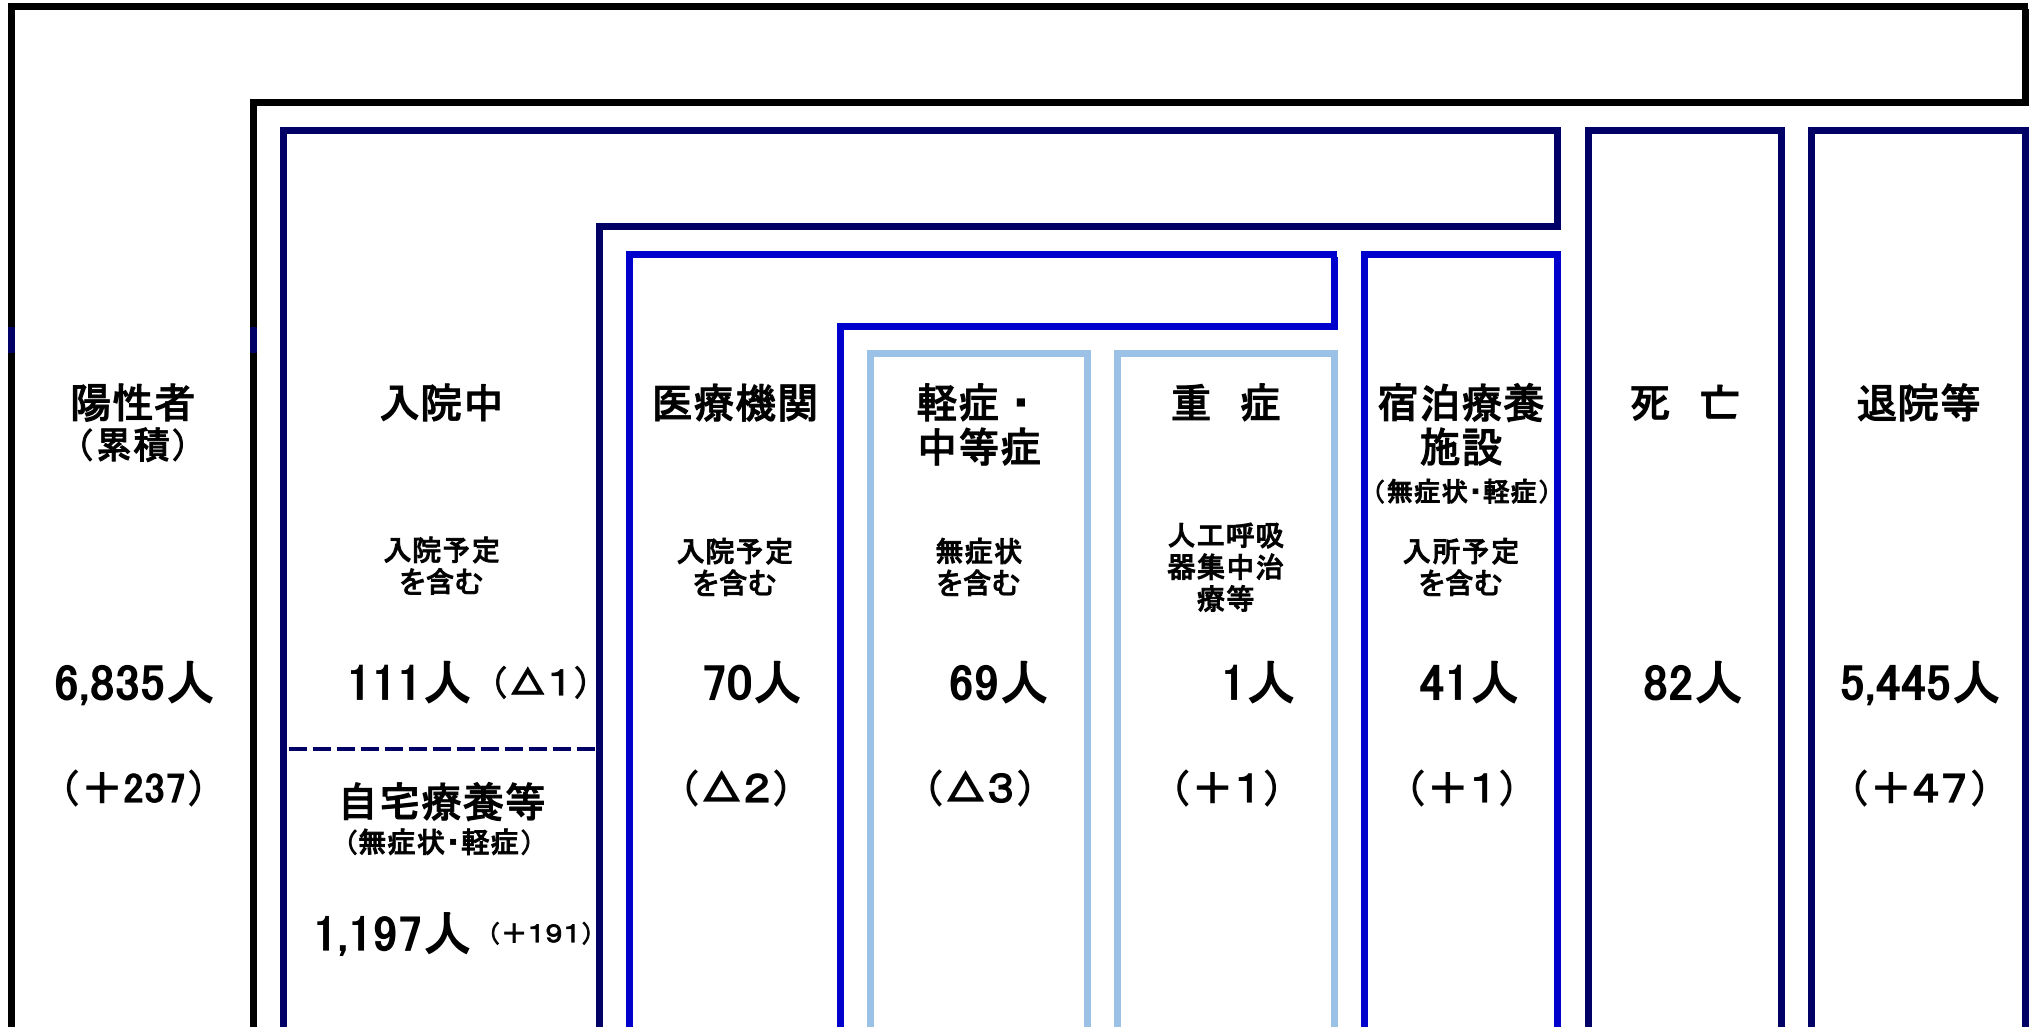 陽性者
（累積）
6,835人
（＋237）
入院中
入院予定
を含む
111人（△1）
自宅療養等
（無症状・軽症）
1,197人（＋191）
医療機関
入院予定
を含む
70人
（△2）
軽症・
中等症
無症状
を含む
69人
（△3）
重 症
人工呼吸
器集中治
療等
1人
（＋1）
宿泊療養
施設
（無症状・軽症）
入所予定
を含む
41人
（＋1）
死 亡
82人
退院等
5,445人
（＋47）